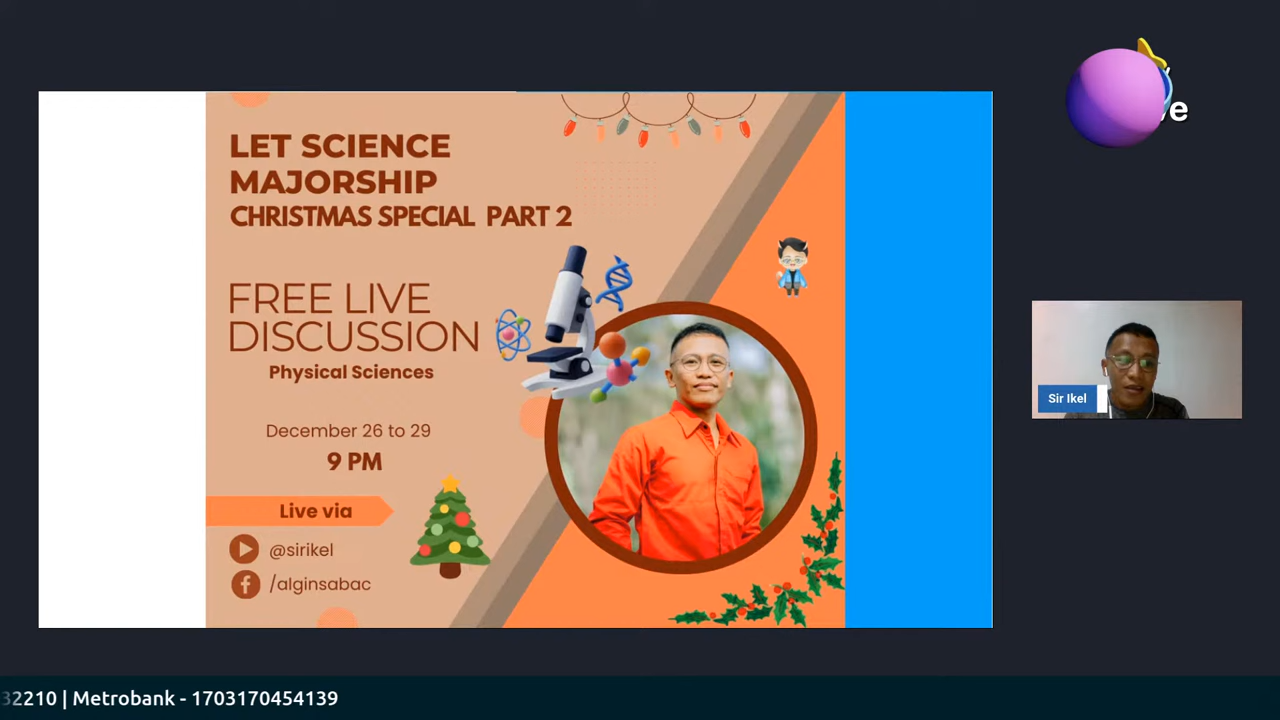 LET SCIENCE
MAJORSHIP
CHRISTMAS SPECIAL PART 2
FREE LIVE
DISCUSSION
Physical Sciences
December 26 to 29
9 PM
Live via
@sirikel
/alginsabac
Sir Ikel
32210 | Metrobank - 1703170454139